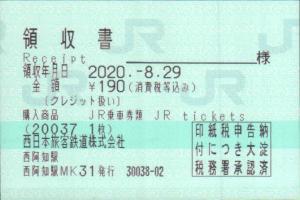 領収書
Receipt 様
領収年月日 2020.-8.29
金額 ¥190(消費税等込み)
(クレジット扱い)
購入商品 JR乗車券類 JR tickets
(20037 1枚)
西日本旅客鉄道株式会社
西阿知駅
西阿知駅MK31発行 30038-02
印紙税申告納
付につき大淀
税務署承認済